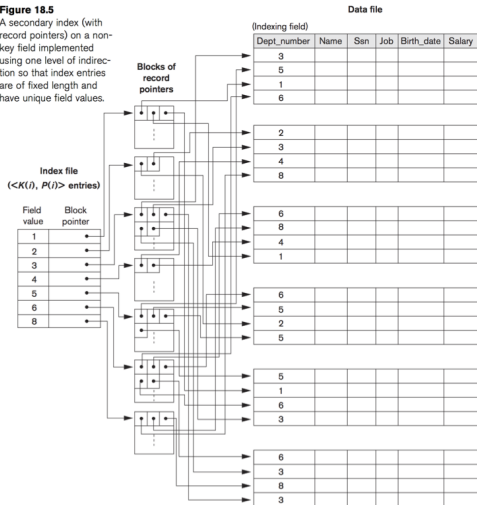 Figure 18.5
A secondary index (with
record pointers) on a non-
key field implemented
using one level of indirec-
tion so that index entries
are of fixed length and
have unique field values.
Data file
(Indexing field)
Dept_number Name Ssn Job Birth_date Salary
3
5
1
6
2
3
4
8
6
8
4
1
6
5
2
5
5
1
6
3
6
3
8
3
Blocks of
record
pointers
Index file
(<K(i), P(i)> entries)
Field
value
Block
pointer
1
2
3
4
5
6
8